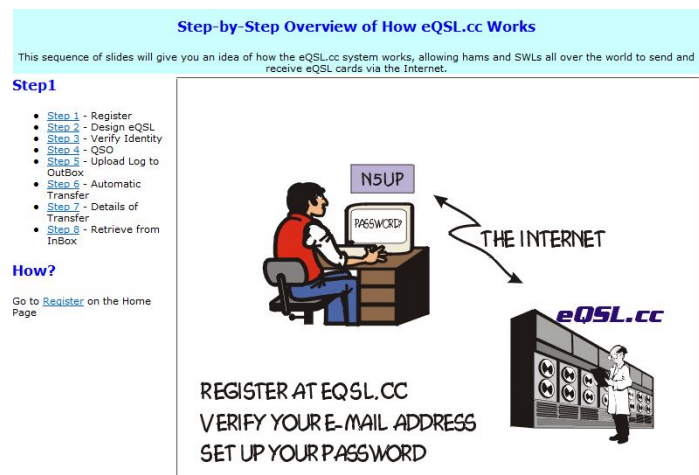 Step-by-Step Overview of How eQSL.cc Works
This sequence of slides will give you an idea of how the eQSL.cc system works, allowing hams and SWLs all over the world to send and
receive eQSL cards via the Internet.
Step1
Step 1 - Register
Step 2 - Design eQSL
Step 3 - Verify Identity
Step 4 - QSO
Step 5 - Upload Log to
OutBox
Step 6 - Automatic
Transfer
Step 7 - Details of
Transfer
Step 8 - Retrieve from
InBox
How?
Go to Register on the Home
Page
N5UP
PASSWORD?
THE INTERNET
eQSL.cc
REGISTER AT EQSL.CC
VERIFY YOUR E-MAIL ADDRESS
SET UP YOUR PASSWORD